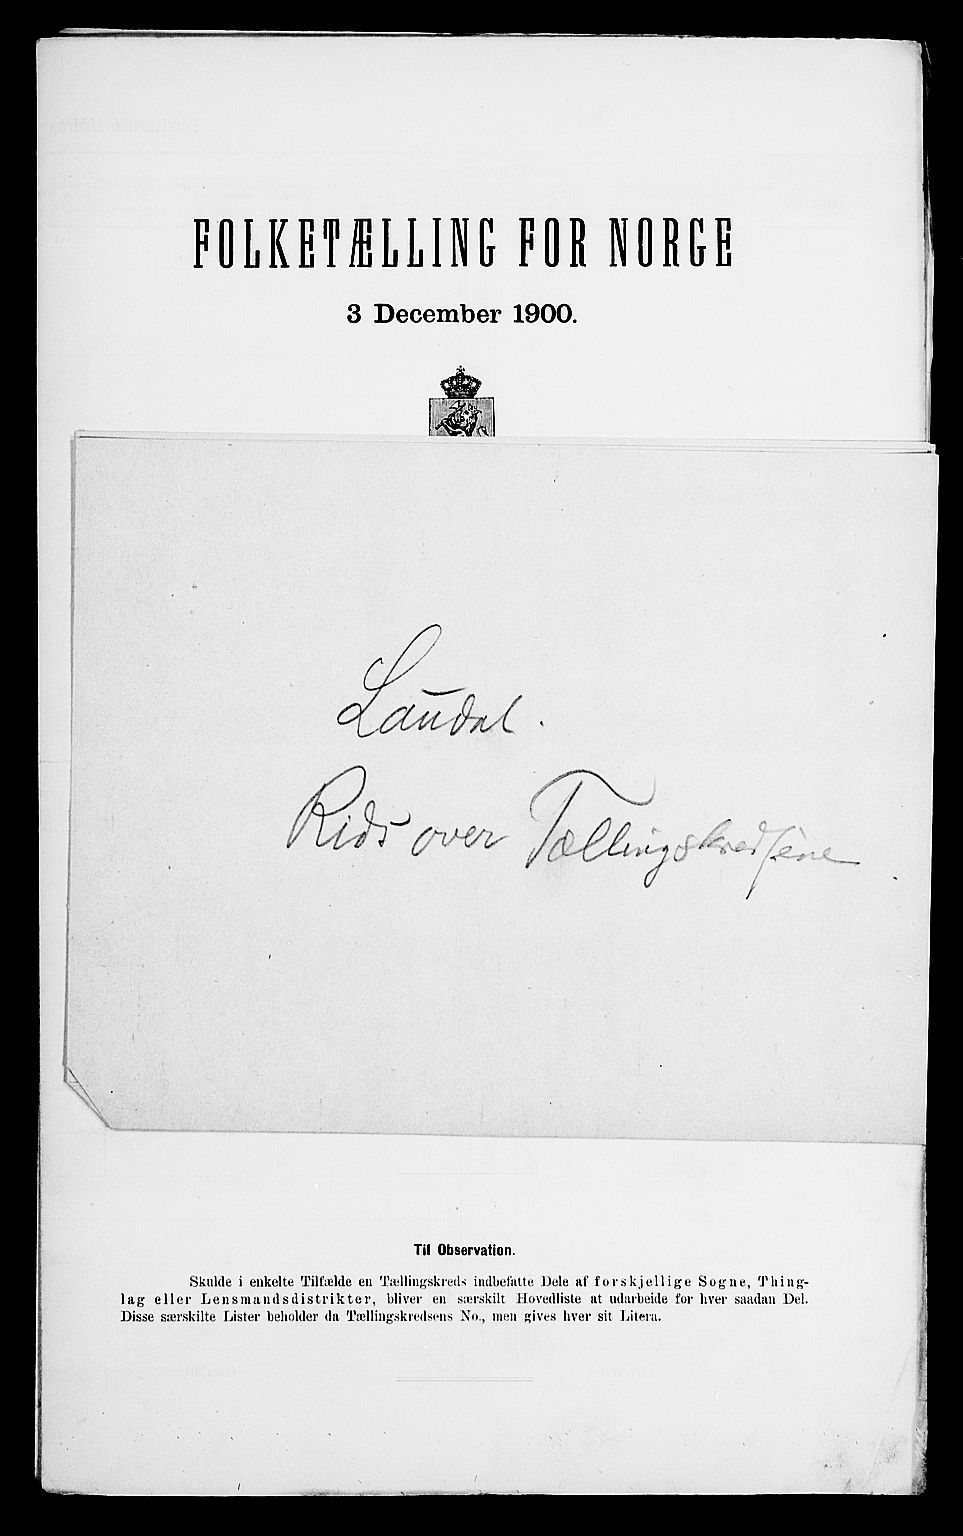 FOLKETÆLLING FOR NORGE
3 December 1900.
Laudal.
Rids over Tællingskredsene
Til Observation.
Skulde i enkelte Tilfælde en Tællingskreds indbefatte Dele af forskjellige Sogne, Thing-
lag eller Lensmandsdistrikter, bliver en særskilt Hovedliste at udarbeide for hver saadan Del.
Disse særskilte Lister beholder da Tællingskredsens No., men gives hver sit Litera.